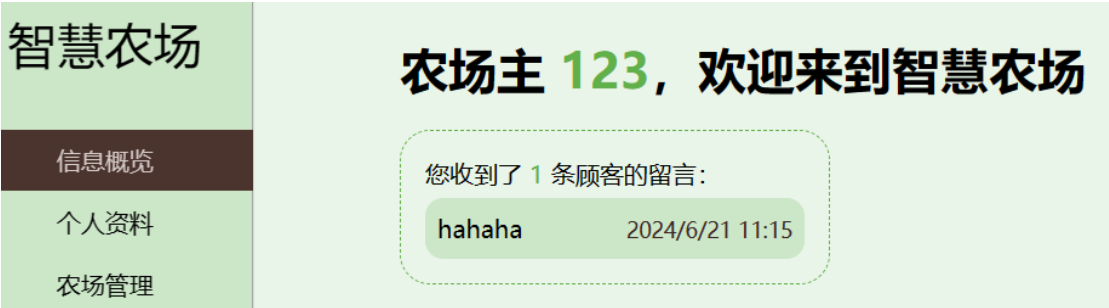 智慧农场
信息概览
个人资料
农场管理
农场主 123，欢迎来到智慧农场
您收到了 1 条顾客的留言：
hahaha 2024/6/21 11:15